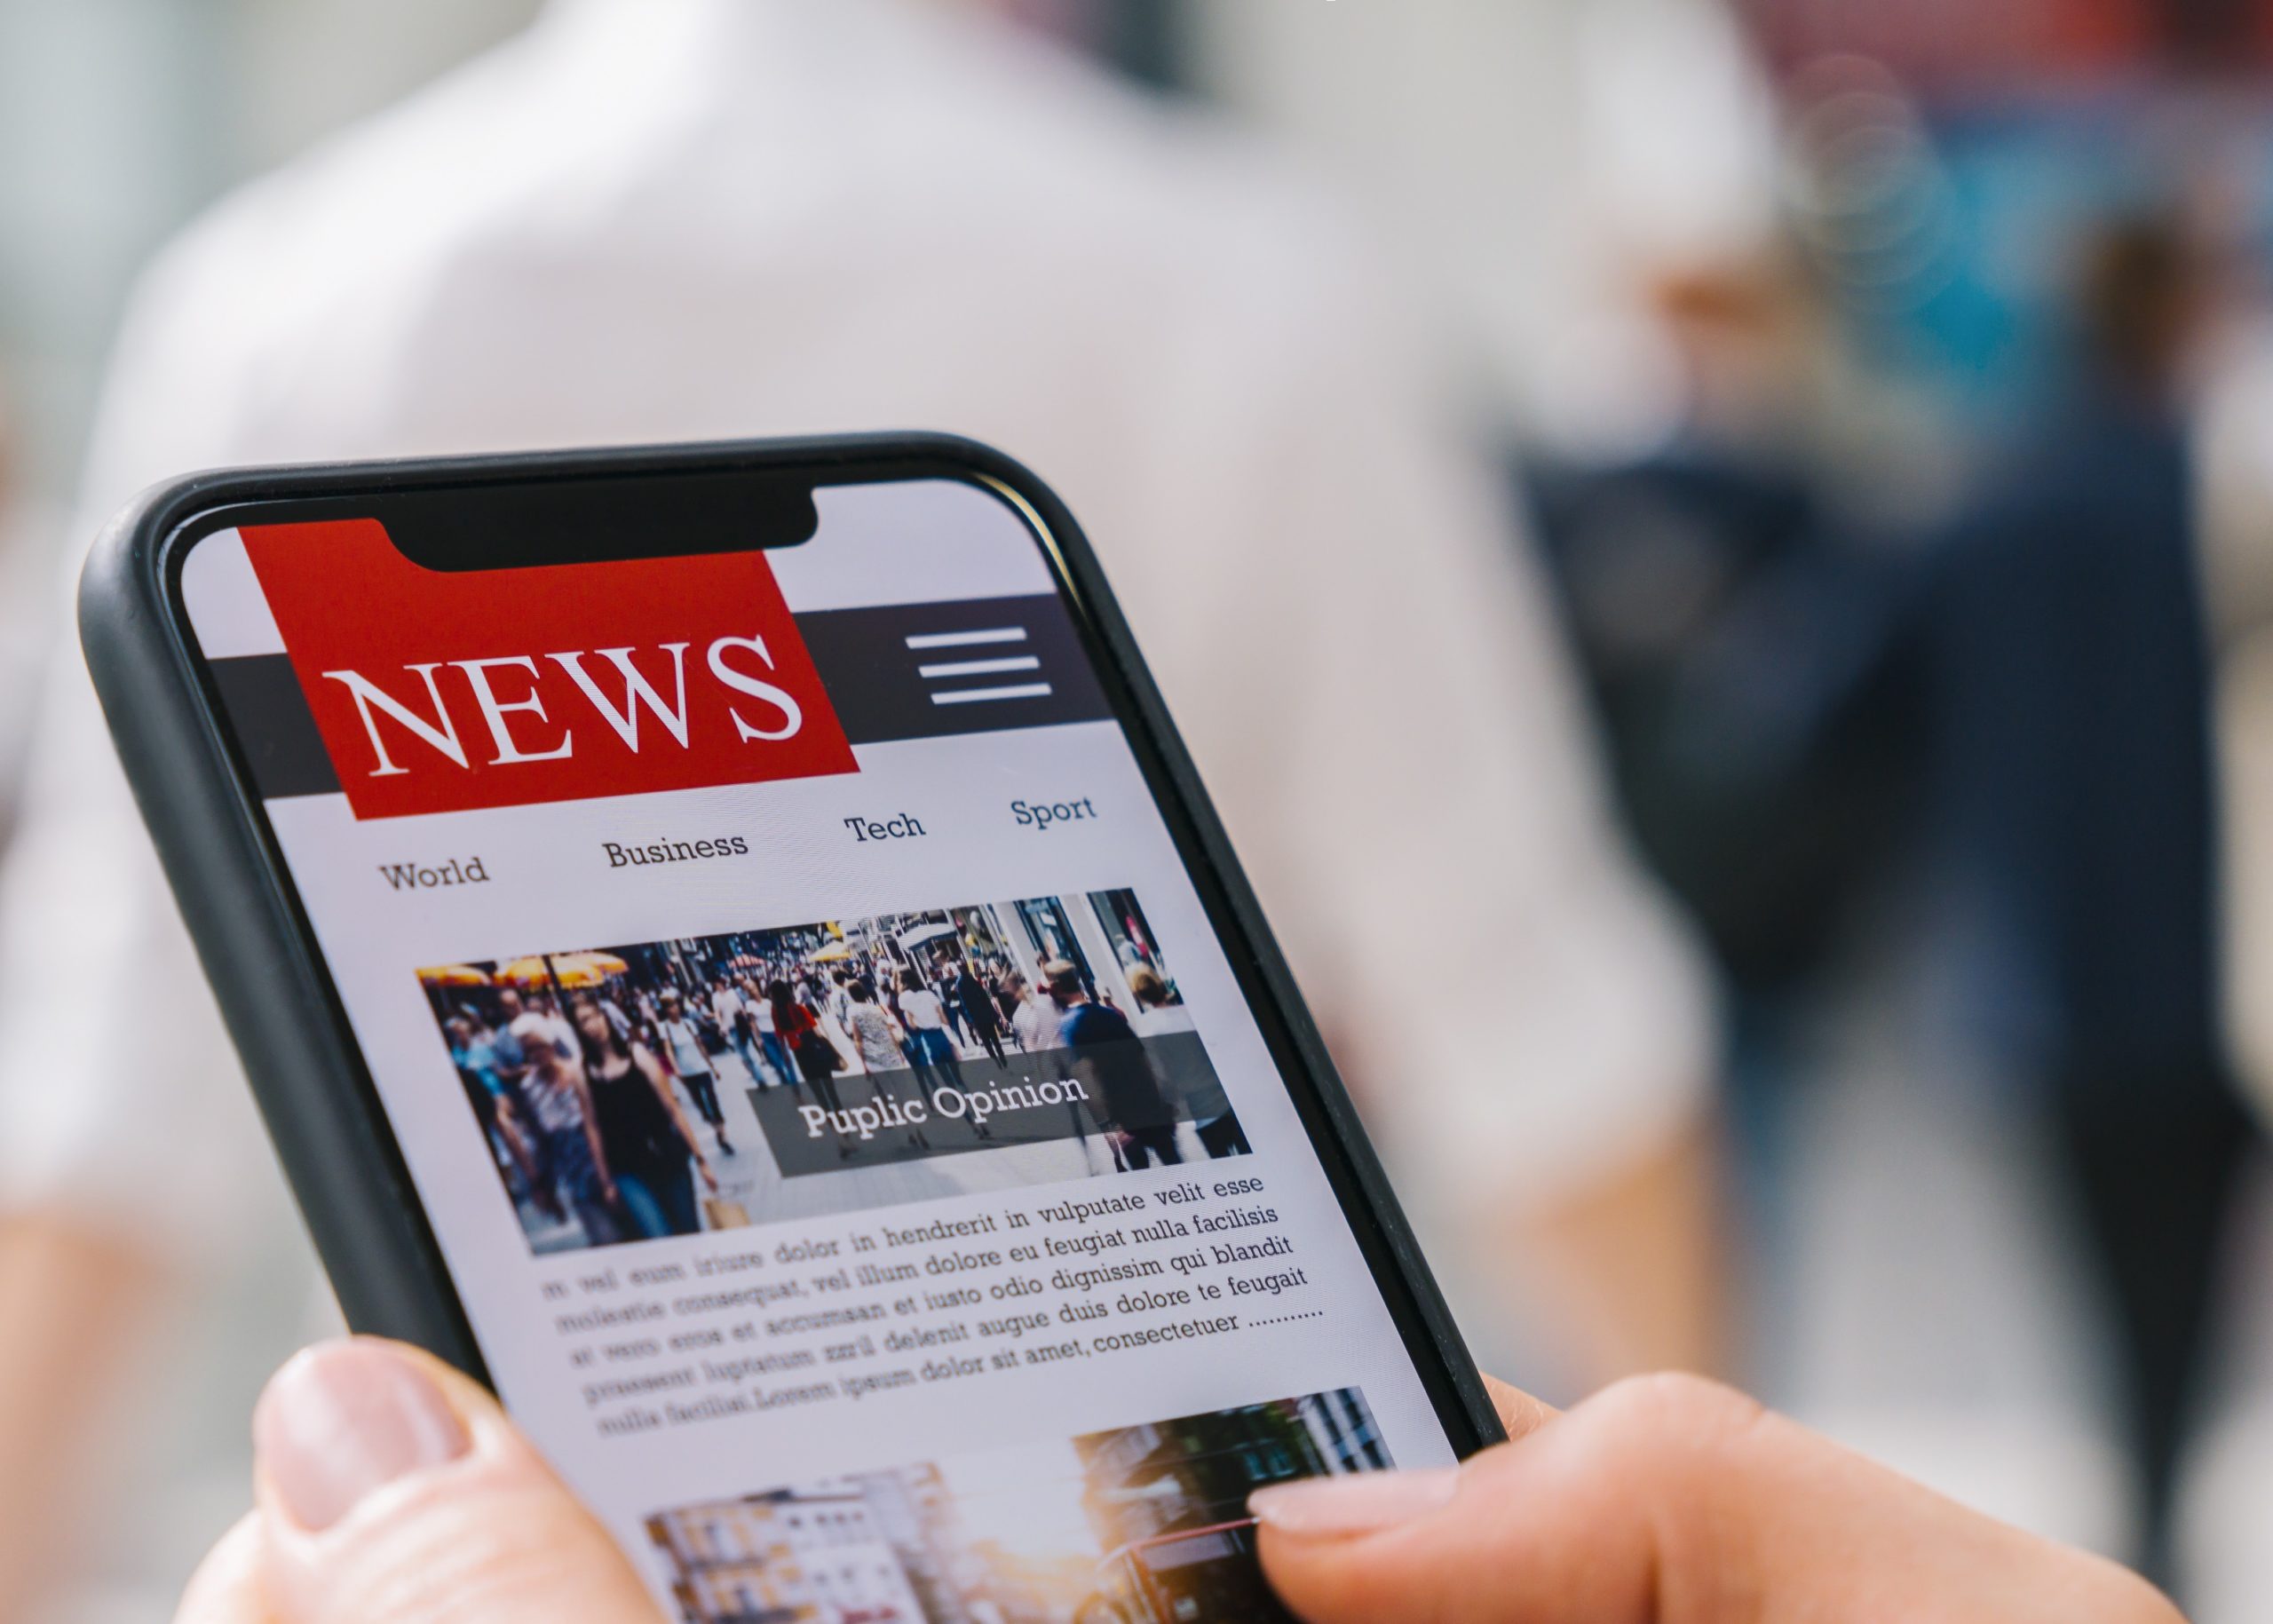 NEWS
World Business Tech Sport
Puplic Opinion
m vel eum iriure dolor in hendrerit in vulputate velit esse
molestie consequat, vel illum dolore eu feugiat nulla facilisis
at vero eros et accumsan et iusto odio dignissim qui blandit
praesent luptatum zzril delenit augue duis dolore te feugait
nulla facilisi.Lorem ipsum dolor sit amet, consectetuer ...........